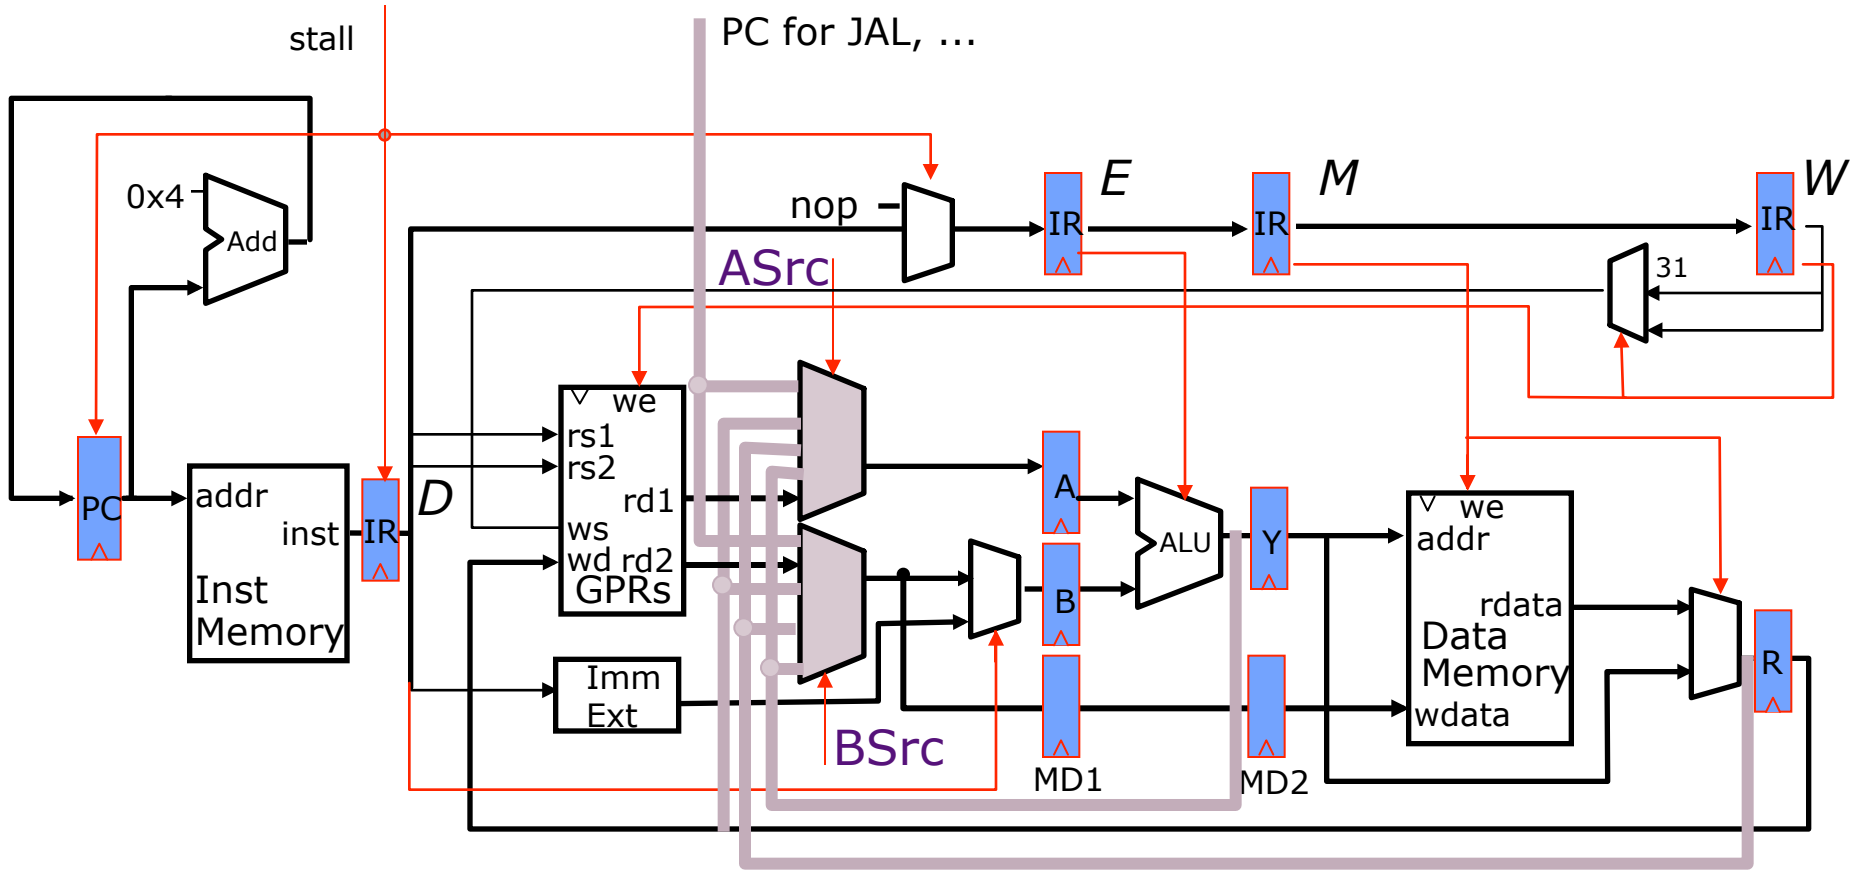 stall
PC for JAL, ...
0x4
Add
nop
E
M
W
IR
IR
IR
ASrc
31
we
rs1
rs2
rd1
ws
wd
rd2
GPRs
PC
addr
inst
Inst
Memory
IR
D
A
B
ALU
Y
we
addr
rdata
Data
Memory
wdata
R
Imm
Ext
BSrc
MD1
MD2